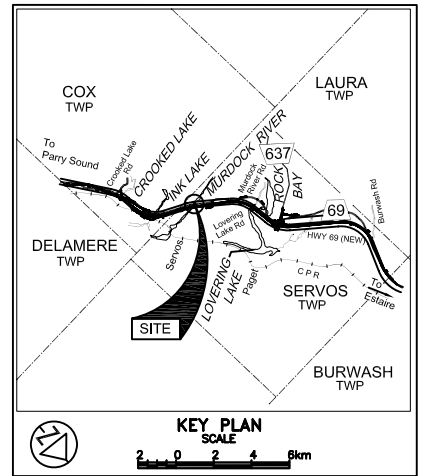 COX
TWP
LAURA
TWP
To
Parry Sound
Crooked Lake
Rd
CROOKED LAKE
INK LAKE
MURDOCK RIVER
637
Murdock
River Rd
ROCK
BAY
69
Burwash Rd
DELAMERE
TWP
Servos
Lovering
Lake Rd
HWY 69 (NEW)
LOVERING
LAKE
Paget
C P R
To
Estaire
SERVOS
TWP
SITE
BURWASH
TWP
N
KEY PLAN
SCALE
2 0 2 4 6km